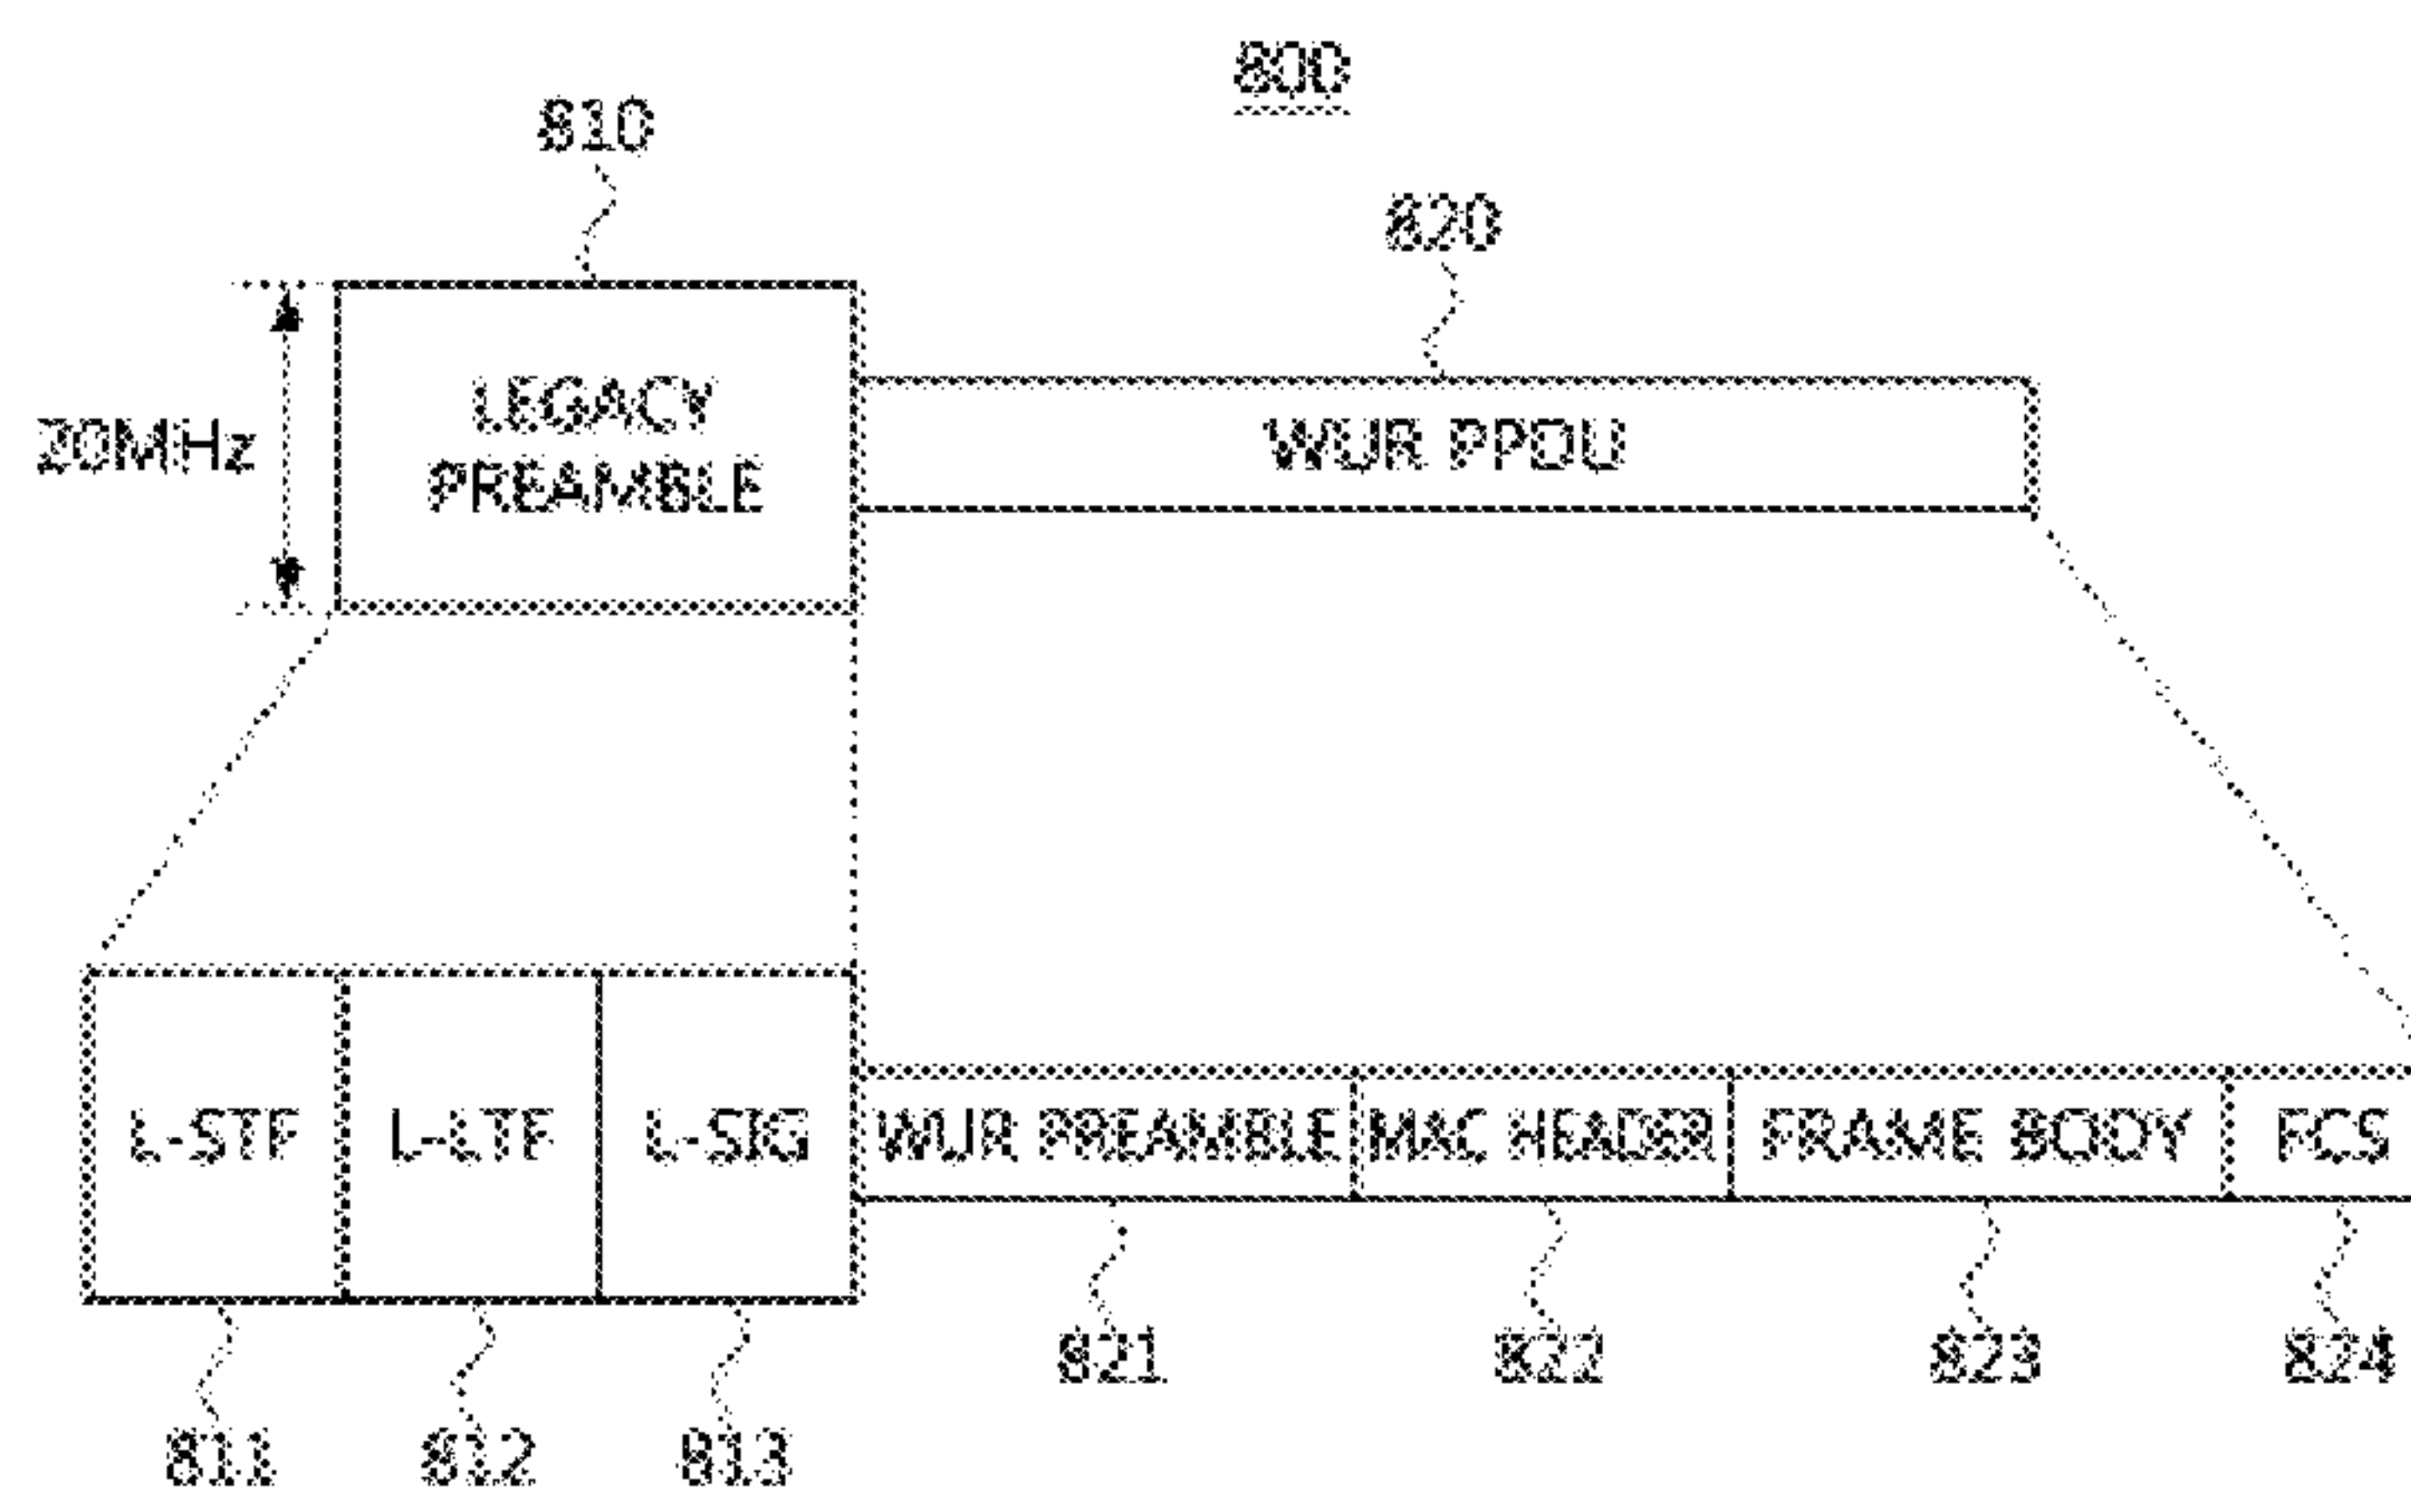 800
810
820
20MHz
LEGACY
PREAMBLE
WUR PPDU
L-STF
L-LTF
L-SIG
WUR PREAMBLE
MAC HEADER
FRAME BODY
FCS
821
822
823
824
811
812
813